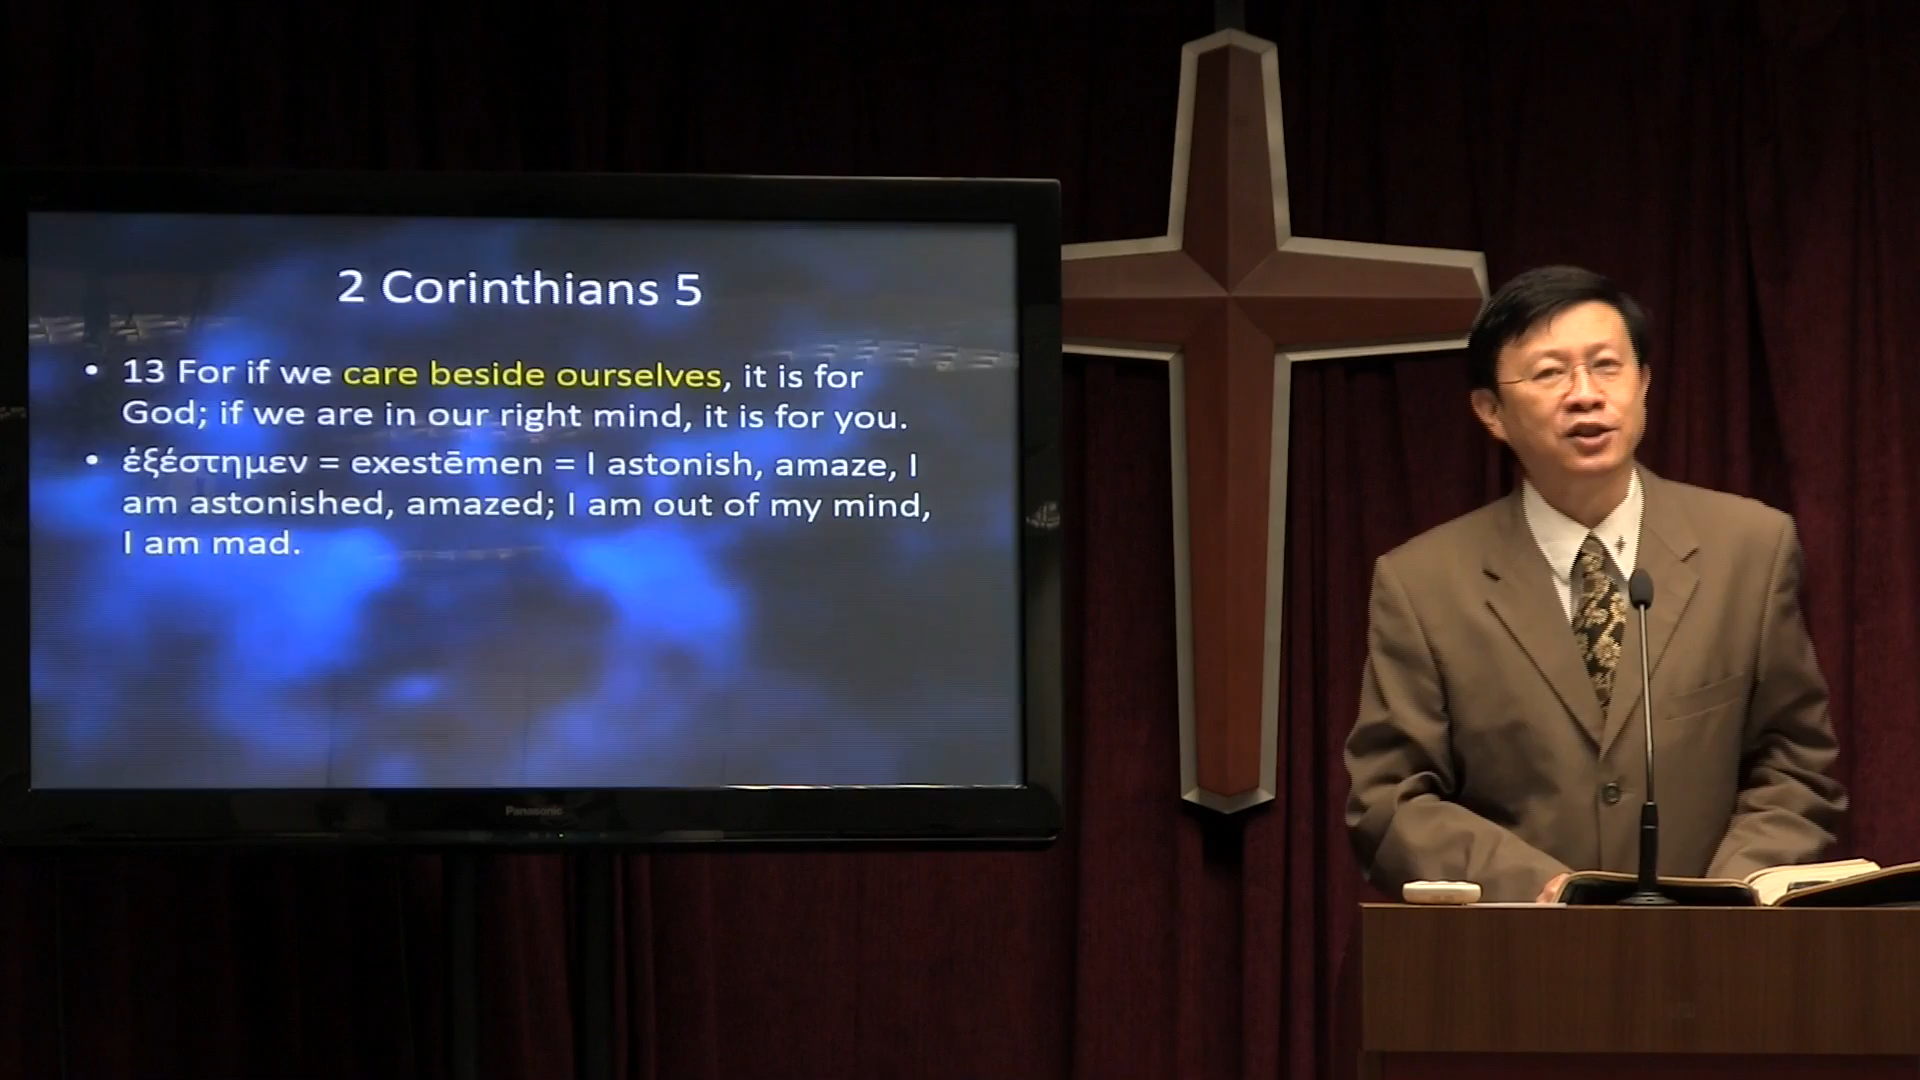 2 Corinthians 5
• 13 For if we care beside ourselves, it is for
God; if we are in our right mind, it is for you.
• ἐξέστημεν = exestēmen = I astonish, amaze, I
am astonished, amazed; I am out of my mind,
I am mad.
Panasonic